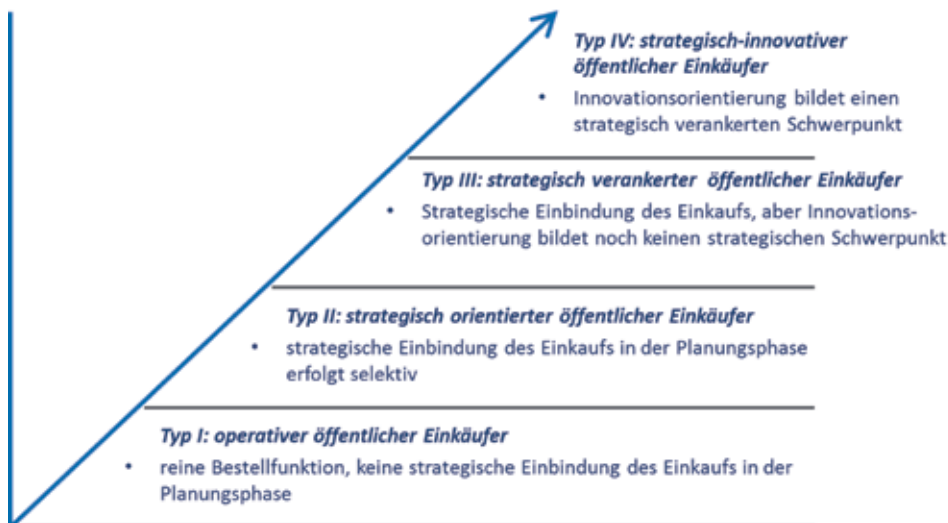 Typ IV: strategisch-innovativer
öffentlicher Einkäufer
• Innovationsorientierung bildet einen
strategisch verankerten Schwerpunkt
Typ III: strategisch verankerter öffentlicher Einkäufer
• Strategische Einbindung des Einkaufs, aber Innovations-
orientierung bildet noch keinen strategischen Schwerpunkt
Typ II: strategisch orientierter öffentlicher Einkäufer
• strategische Einbindung des Einkaufs in der Planungsphase
erfolgt selektiv
Typ I: operativer öffentlicher Einkäufer
• reine Bestellfunktion, keine strategische Einbindung des Einkaufs in der
Planungsphase